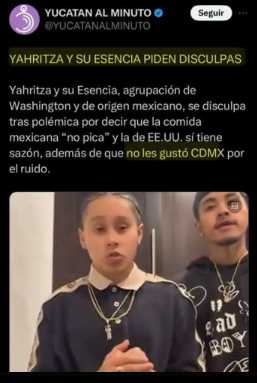 YUCATAN AL MINUTO
@YUCATANALMINUTO
Seguir
YAHRITZA Y SU ESENCIA PIDEN DISCULPAS
Yahritza y su Esencia, agrupación de
Washington y de origen mexicano, se disculpa
tras polémica por decir que la comida
mexicana “no pica” y la de EE.UU. sí tiene
sazón, además de que no les gustó CDMX por
el ruido.